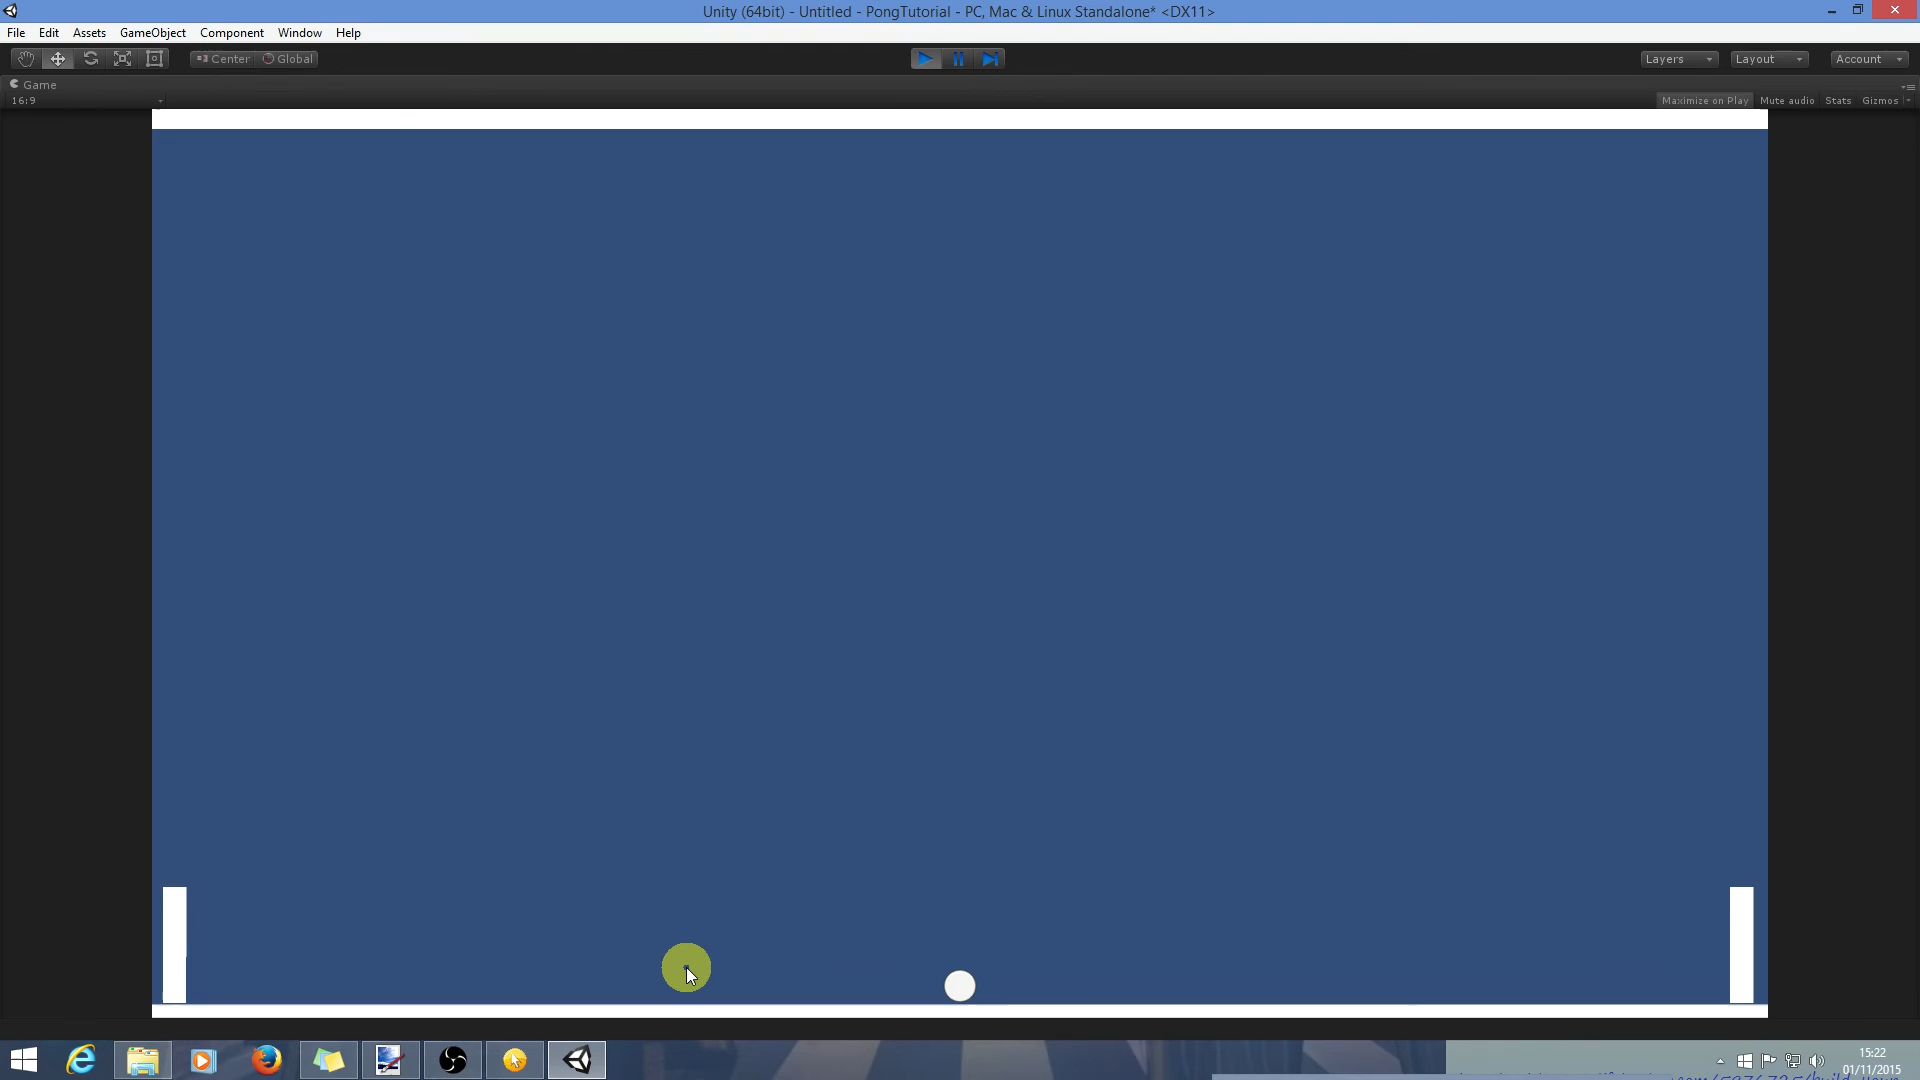 Unity (64bit) - Untitled - PongTutorial - PC, Mac & Linux Standalone* <DX11>
File Edit Assets GameObject Component Window Help
Center Global Layers Layout Account
Game
16:9 Maximize on Play Mute audio Stats Gizmos
15:22
01/11/2015